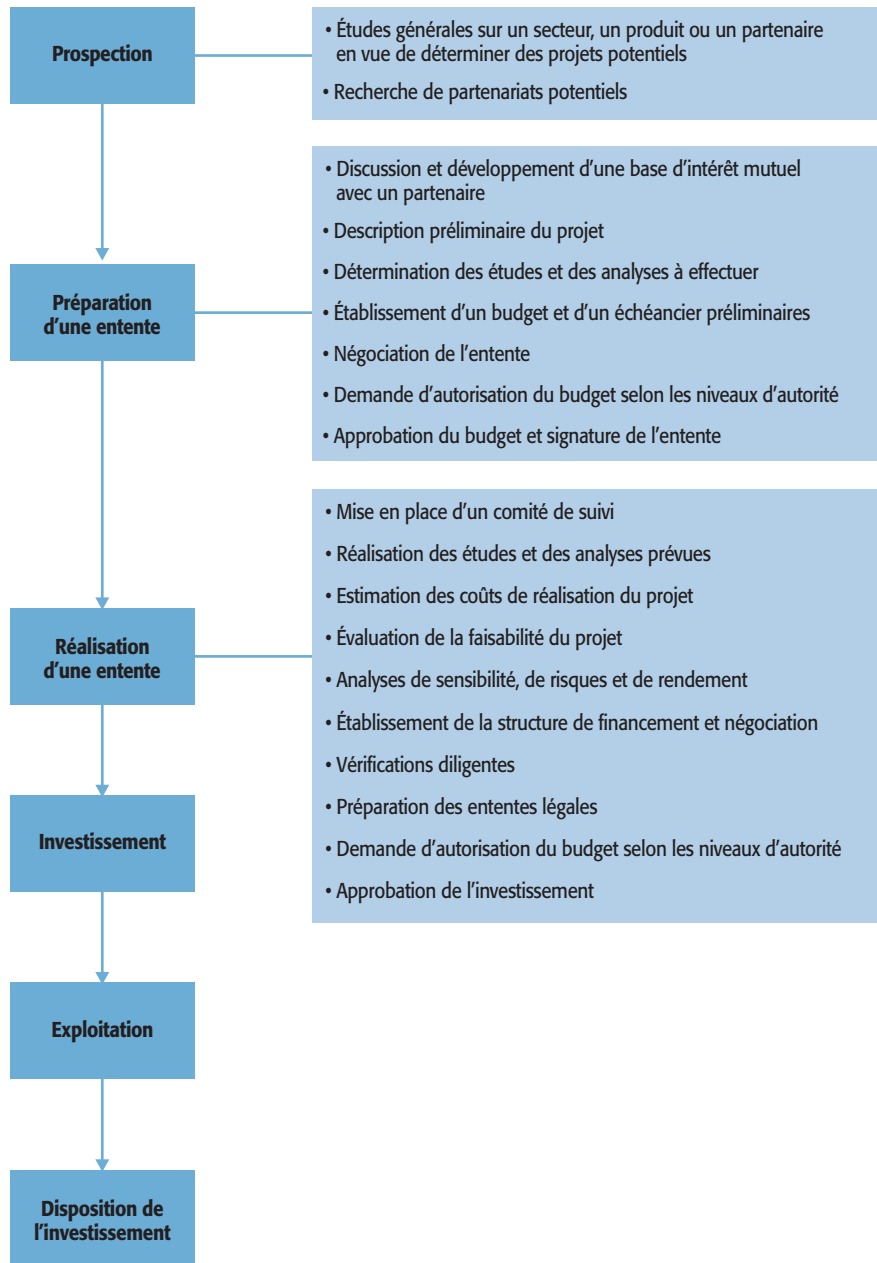 Prospection
• Études générales sur un secteur, un produit ou un partenaire
en vue de déterminer des projets potentiels
• Recherche de partenariats potentiels
Préparation
d’une entente
• Discussion et développement d’une base d’intérêt mutuel
avec un partenaire
• Description préliminaire du projet
• Détermination des études et des analyses à effectuer
• Établissement d’un budget et d’un échéancier préliminaires
• Négociation de l’entente
• Demande d’autorisation du budget selon les niveaux d’autorité
• Approbation du budget et signature de l’entente
Réalisation
d’une entente
• Mise en place d’un comité de suivi
• Réalisation des études et des analyses prévues
• Estimation des coûts de réalisation du projet
• Évaluation de la faisabilité du projet
• Analyses de sensibilité, de risques et de rendement
• Établissement de la structure de financement et négociation
• Vérifications diligentes
• Préparation des ententes légales
• Demande d’autorisation du budget selon les niveaux d’autorité
• Approbation de l’investissement
Investissement
Exploitation
Disposition de
l’investissement